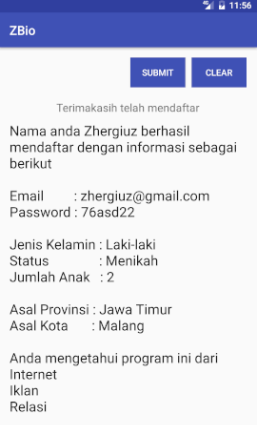 11:56
ZBio
SUBMIT CLEAR
Terimakasih telah mendaftar
Nama anda Zhergiuz berhasil
mendaftar dengan informasi sebagai
berikut
Email : zhergiuz@gmail.com
Password : 76asd22
Jenis Kelamin : Laki-laki
Status : Menikah
Jumlah Anak : 2
Asal Provinsi : Jawa Timur
Asal Kota : Malang
Anda mengetahui program ini dari
Internet
Iklan
Relasi